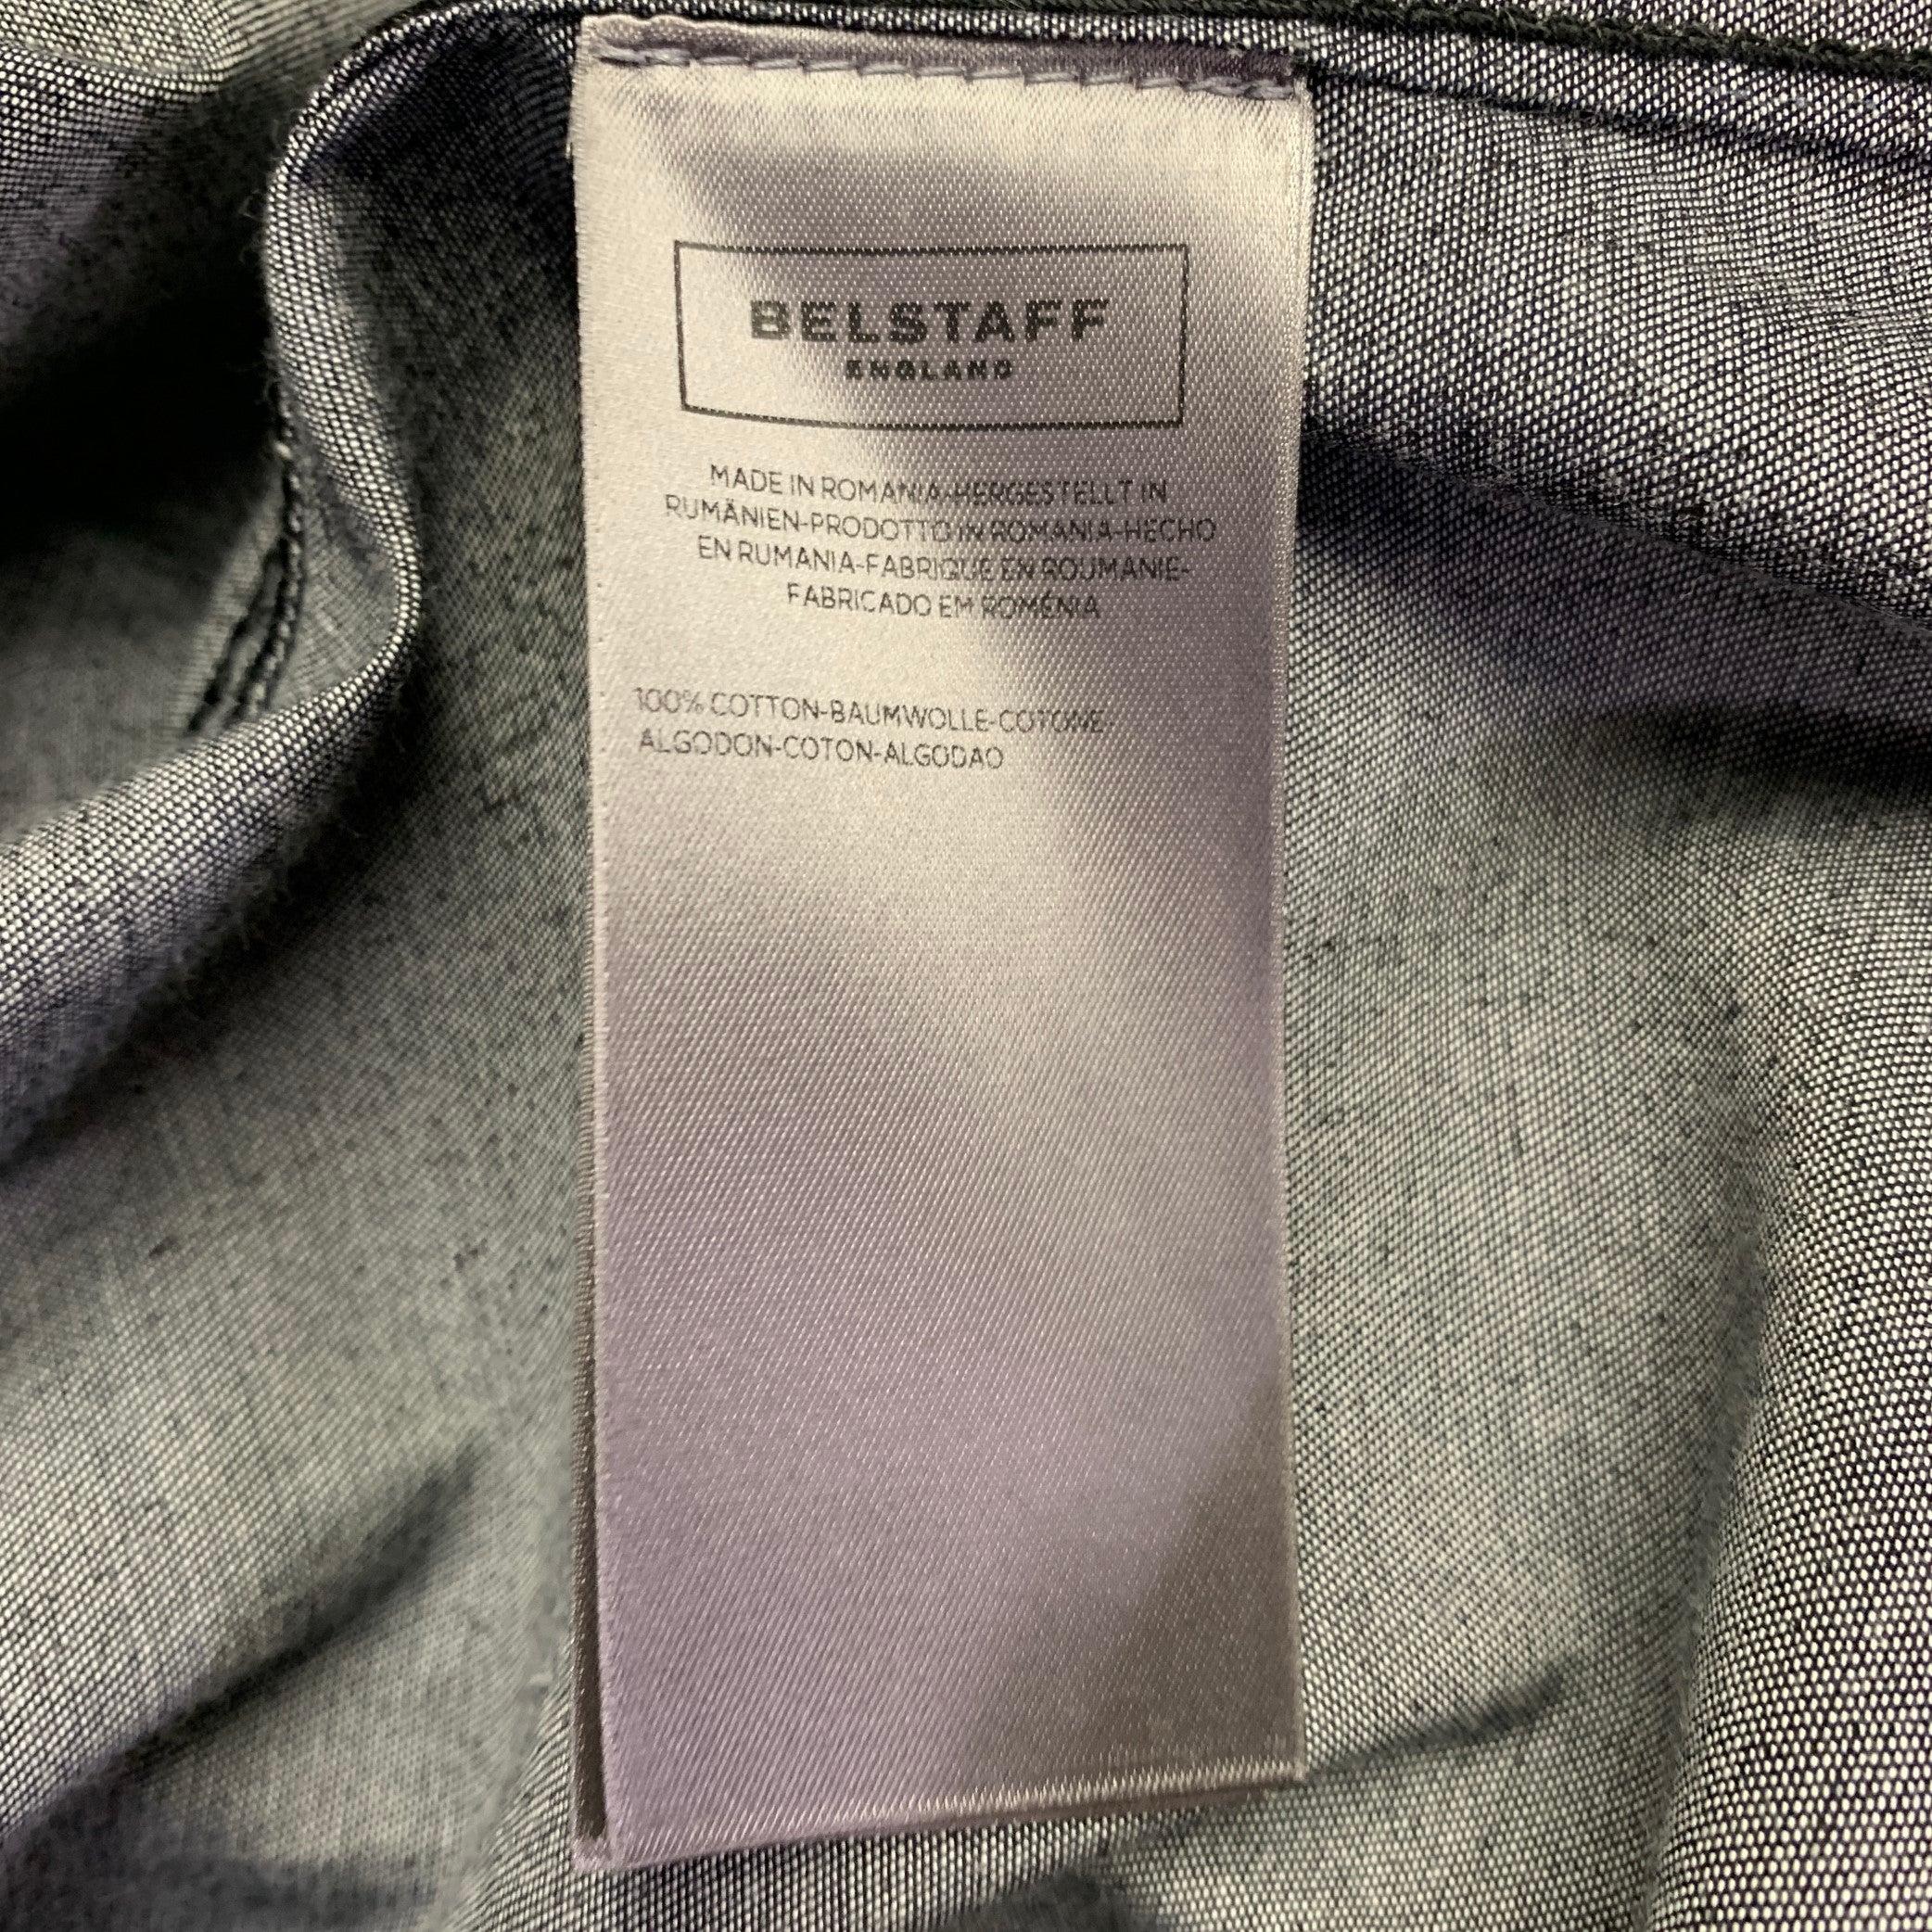 BELSTAFF
ENGLAND
MADE IN ROMANIA-HERGESTELLT IN
RUMÄNIEN-PRODOTTO IN ROMANIA-HECHO
EN RUMANIA-FABRIQUE EN ROUMANIE-
FABRICADO EM ROMÉNIA
100% COTTON-BAUMWOLLE-COTONE-
ALGODON-COTON-ALGODAO